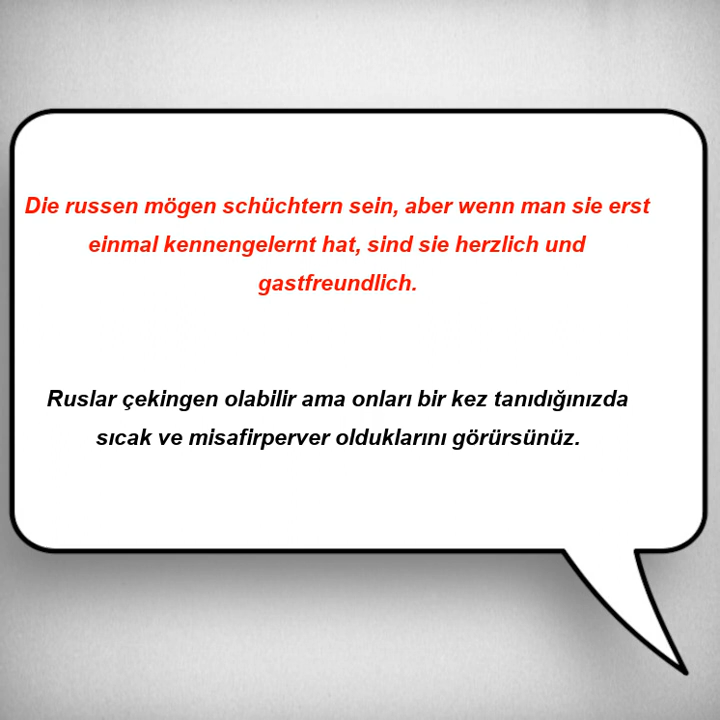 Die russen mögen schüchtern sein, aber wenn man sie erst
einmal kennengelernt hat, sind sie herzlich und
gastfreundlich.
Ruslar çekingen olabilir ama onları bir kez tanıdığınızda
sıcak ve misafirperver olduklarını görürsünüz.